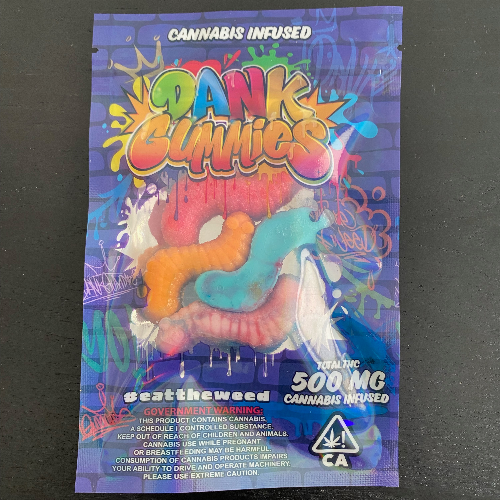 CANNABIS INFUSED
DANK
GUMMIES
TOTAL THC
500 MG
CANNABIS INFUSED
#eattheweed
GOVERNMENT WARNING:
THIS PRODUCT CONTAINS CANNABIS,
A SCHEDULE I CONTROLLED SUBSTANCE.
KEEP OUT OF REACH OF CHILDREN AND ANIMALS.
CANNABIS USE WHILE PREGNANT
OR BREASTFEEDING MAY BE HARMFUL.
CONSUMPTION OF CANNABIS PRODUCTS IMPAIRS
YOUR ABILITY TO DRIVE AND OPERATE MACHINERY.
PLEASE USE EXTREME CAUTION.
!
CA